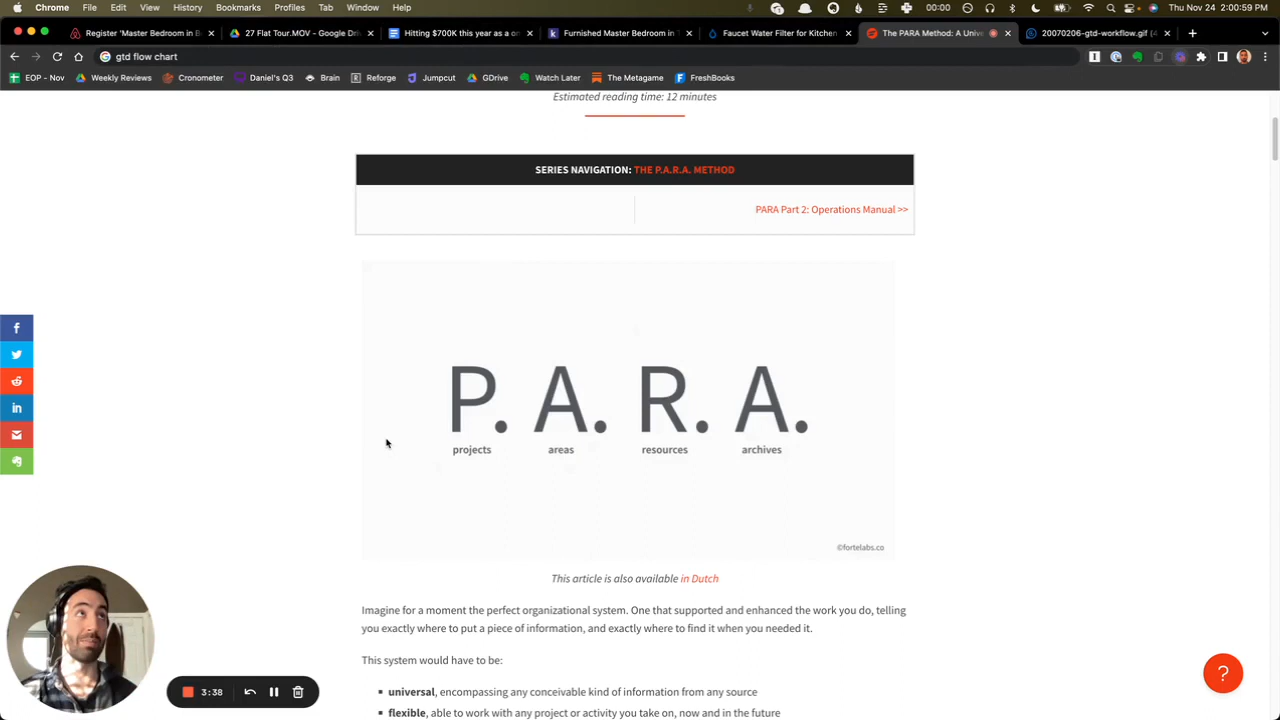 Chrome File Edit View History Bookmarks Profiles Tab Window Help 0000 Mon Nov 14 2:00:59 PM
Register 'Master Bedroom in B 27 Flat Tour.MOV - Google Dri Hitting $700K this year as a on Furnished Master Bedroom in T Faucet Water Filter for Kitchen The PARA Method: A Unive 20070206-gtd-workflow.gif (4
gtd flow chart
EOP - Nov Weekly Reviews Cronometer Daniel's Q3 Brain Reforge Jumpcut GDrive Watch Later The Metagame FreshBooks
Estimated reading time: 12 minutes
SERIES NAVIGATION: THE P.A.R.A. METHOD
PARA Part 2: Operations Manual >>
P. A. R. A.
projects areas resources archives
©fortelabs.co
This article is also available in Dutch
Imagine for a moment the perfect organizational system. One that supported and enhanced the work you do, telling
you exactly where to put a piece of information, and exactly where to find it when you needed it.
This system would have to be:
universal, encompassing any conceivable kind of information from any source
flexible, able to work with any project or activity you take on, now and in the future
3:38
?